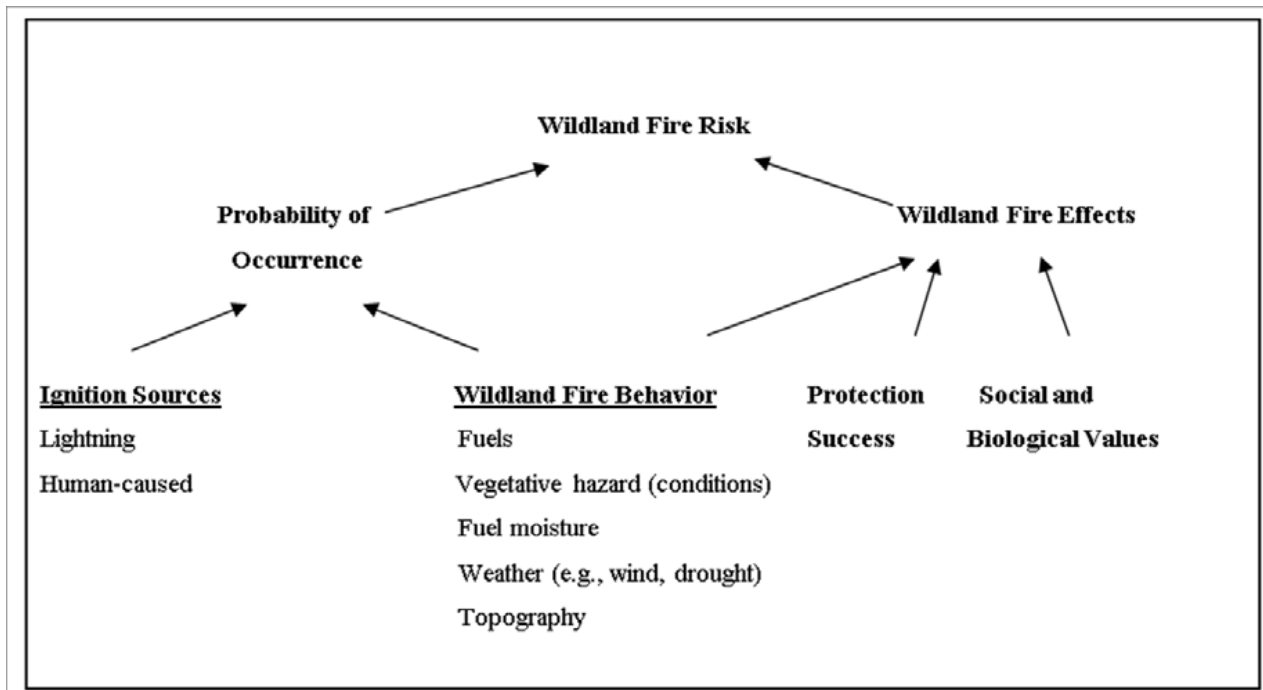 Wildland Fire Risk
Probability of
Occurrence
Wildland Fire Effects
Ignition Sources
Lightning
Human-caused
Wildland Fire Behavior
Fuels
Vegetative hazard (conditions)
Fuel moisture
Weather (e.g., wind, drought)
Topography
Protection
Success
Social and
Biological Values